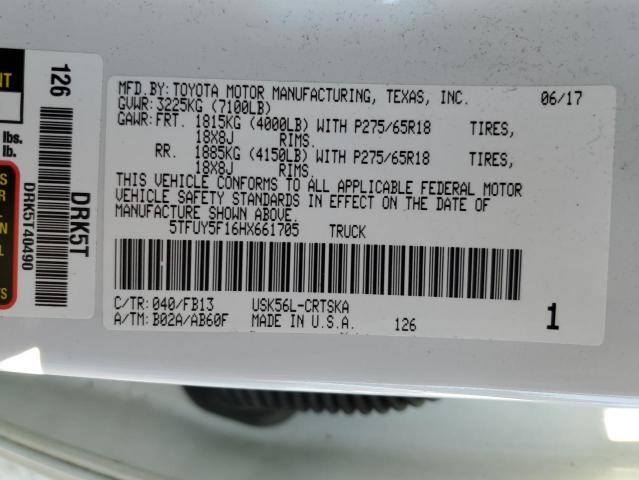 MFD.BY: TOYOTA MOTOR MANUFACTURING, TEXAS, INC. 06/17
GVWR: 3225KG (7100LB)
GAWR: FRT. 1815KG (4000LB) WITH P275/65R18 TIRES,
18X8J RIMS.
RR. 1885KG (4150LB) WITH P275/65R18 TIRES,
18X8J RIMS.
THIS VEHICLE CONFORMS TO ALL APPLICABLE FEDERAL MOTOR
VEHICLE SAFETY STANDARDS IN EFFECT ON THE DATE OF
MANUFACTURE SHOWN ABOVE.
5TFUY5F16HX661705 TRUCK
C/TR: 040/FB13 USK56L-CRTSKA
A/TM: B02A/AB60F MADE IN U.S.A. 126 1
126
DRK5T
DRK5T40490
lbs.
lb.